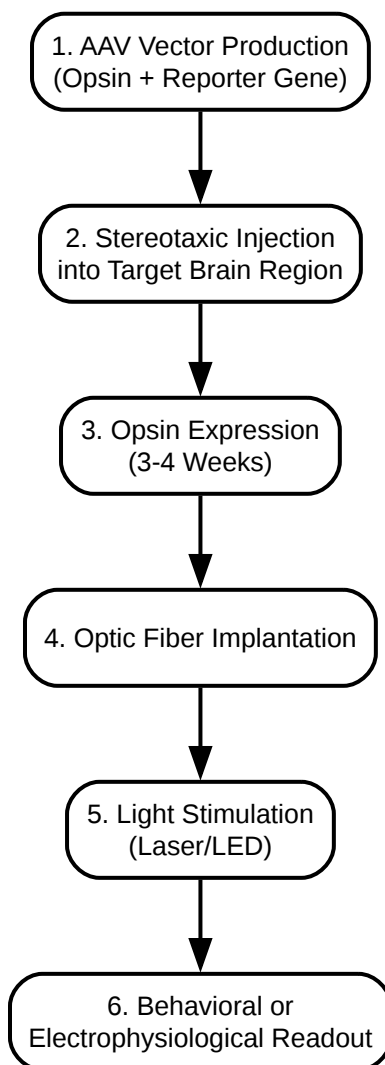 1. AAV Vector Production
(Opsin + Reporter Gene)
2. Stereotaxic Injection
into Target Brain Region
3. Opsin Expression
(3-4 Weeks)
4. Optic Fiber Implantation
5. Light Stimulation
(Laser/LED)
6. Behavioral or
Electrophysiological Readout